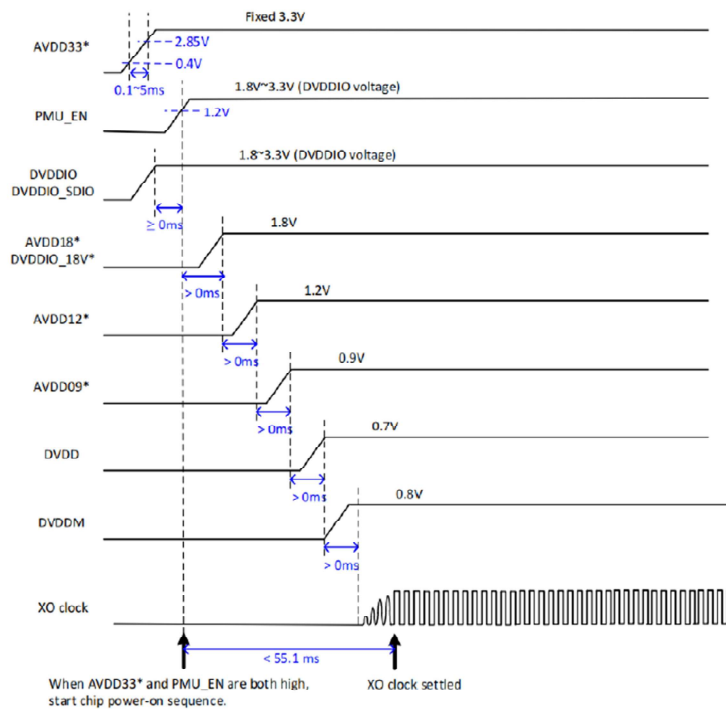 Fixed 3.3V
AVDD33*
2.85V
0.4V
0.1~5ms
1.8V~3.3V (DVDDIO voltage)
PMU_EN
1.2V
1.8~3.3V (DVDDIO voltage)
DVDDIO
DVDDIO_SDIO
≥ 0ms
1.8V
AVDD18*
DVDDIO_18V*
> 0ms
1.2V
AVDD12*
> 0ms
0.9V
AVDD09*
> 0ms
0.7V
DVDD
> 0ms
0.8V
DVDDM
> 0ms
XO clock
< 55.1 ms
When AVDD33* and PMU_EN are both high,
start chip power-on sequence.
XO clock settled